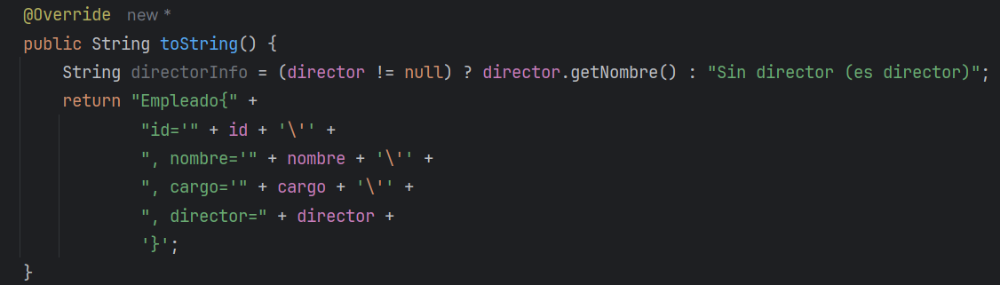 @Override new *
public String toString() {
String directorInfo = (director != null) ? director.getNombre() : "Sin director (es director)";
return "Empleado{" +
"id='" + id + '\'' +
", nombre='" + nombre + '\'' +
", cargo='" + cargo + '\'' +
", director=" + director +
'}';
}